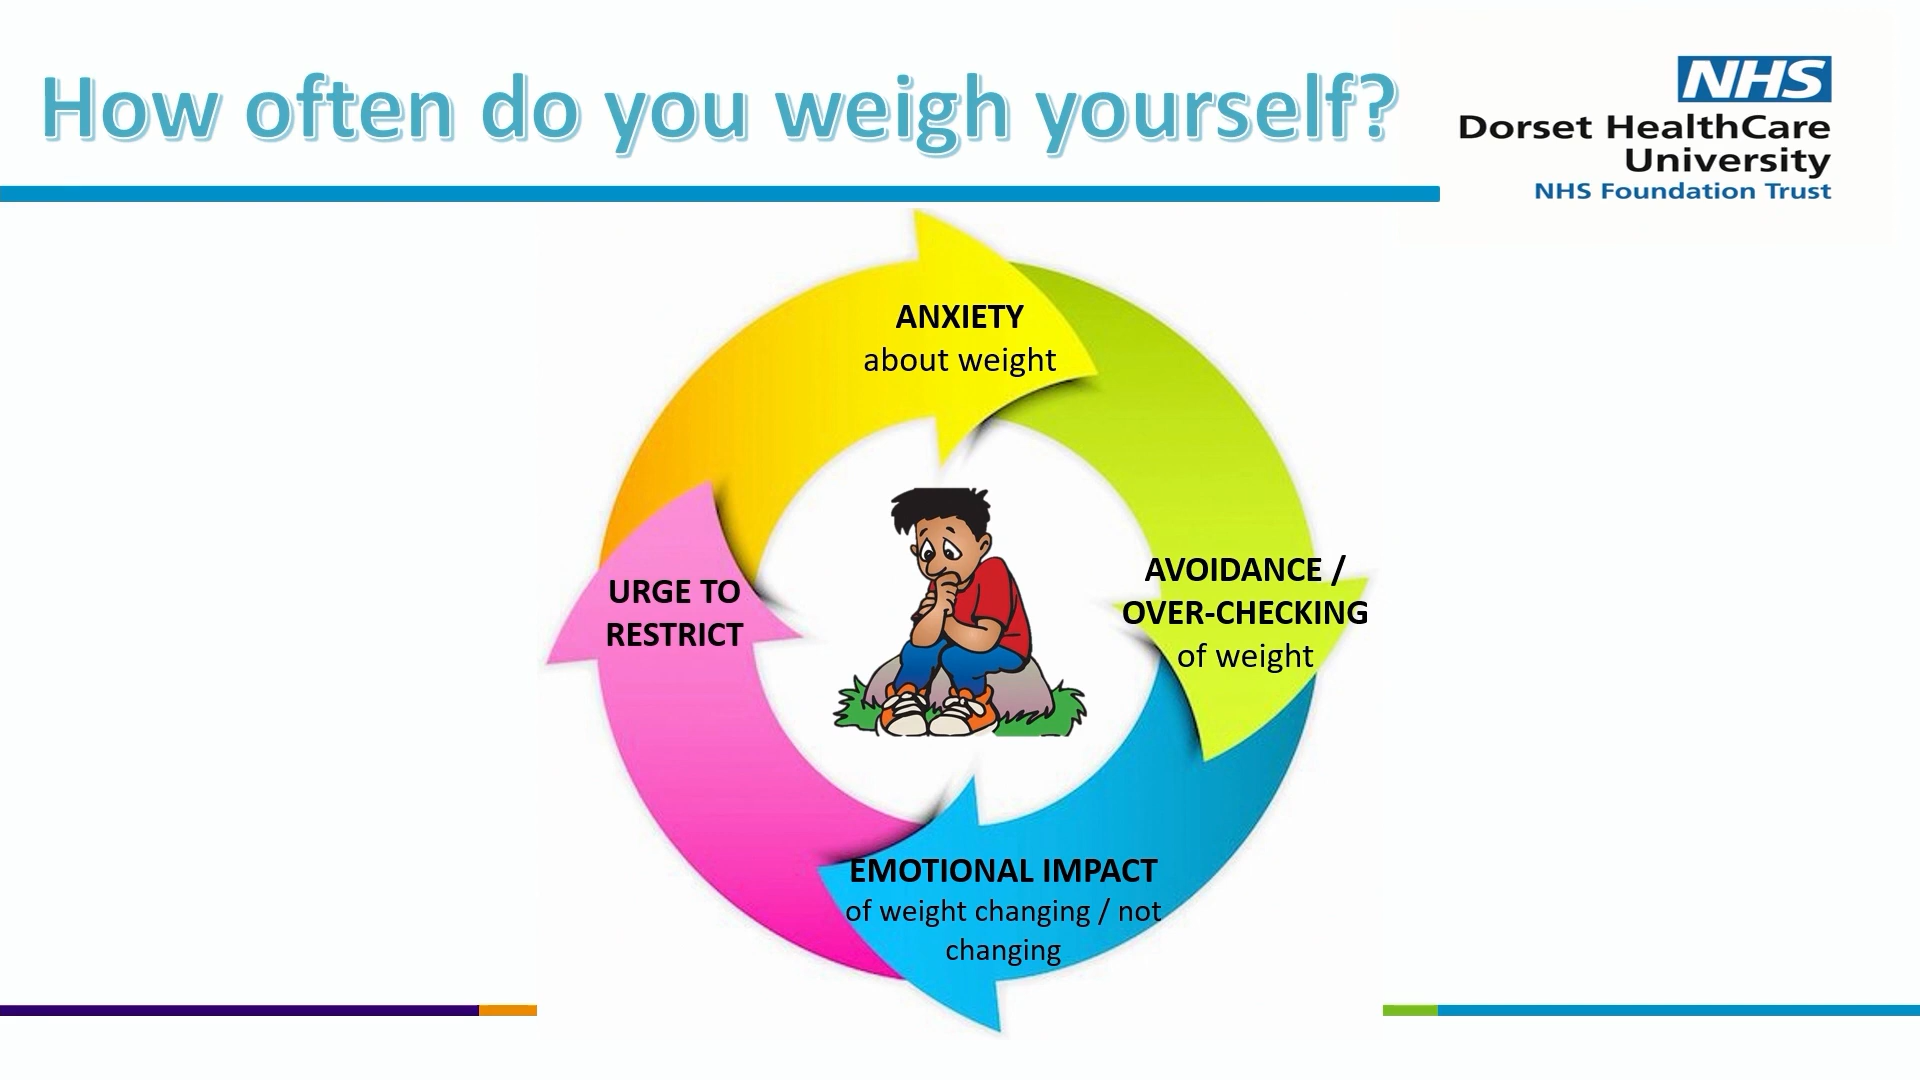 How often do you weigh yourself?
NHS
Dorset HealthCare
University
NHS Foundation Trust
ANXIETY
about weight
AVOIDANCE /
OVER-CHECKING
of weight
EMOTIONAL IMPACT
of weight changing / not
changing
URGE TO
RESTRICT